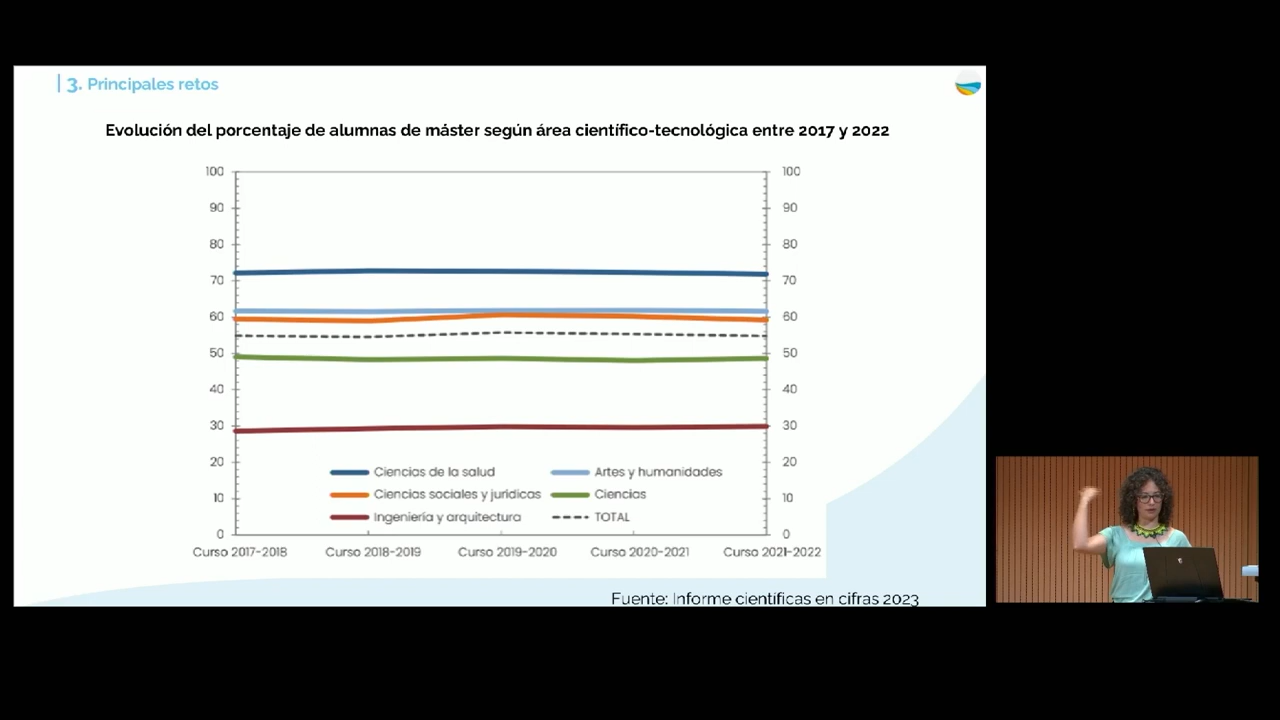 3. Principales retos
Evolución del porcentaje de alumnas de máster según área científico-tecnológica entre 2017 y 2022
100 100
90 90
80 80
70 70
60 60
50 50
40 40
30 30
20 20
10 10
0 0
Ciencias de la salud Artes y humanidades
Ciencias sociales y jurídicas Ciencias
Ingeniería y arquitectura TOTAL
Curso 2017-2018 Curso 2018-2019 Curso 2019-2020 Curso 2020-2021 Curso 2021-2022
Fuente: Informe científicas en cifras 2023